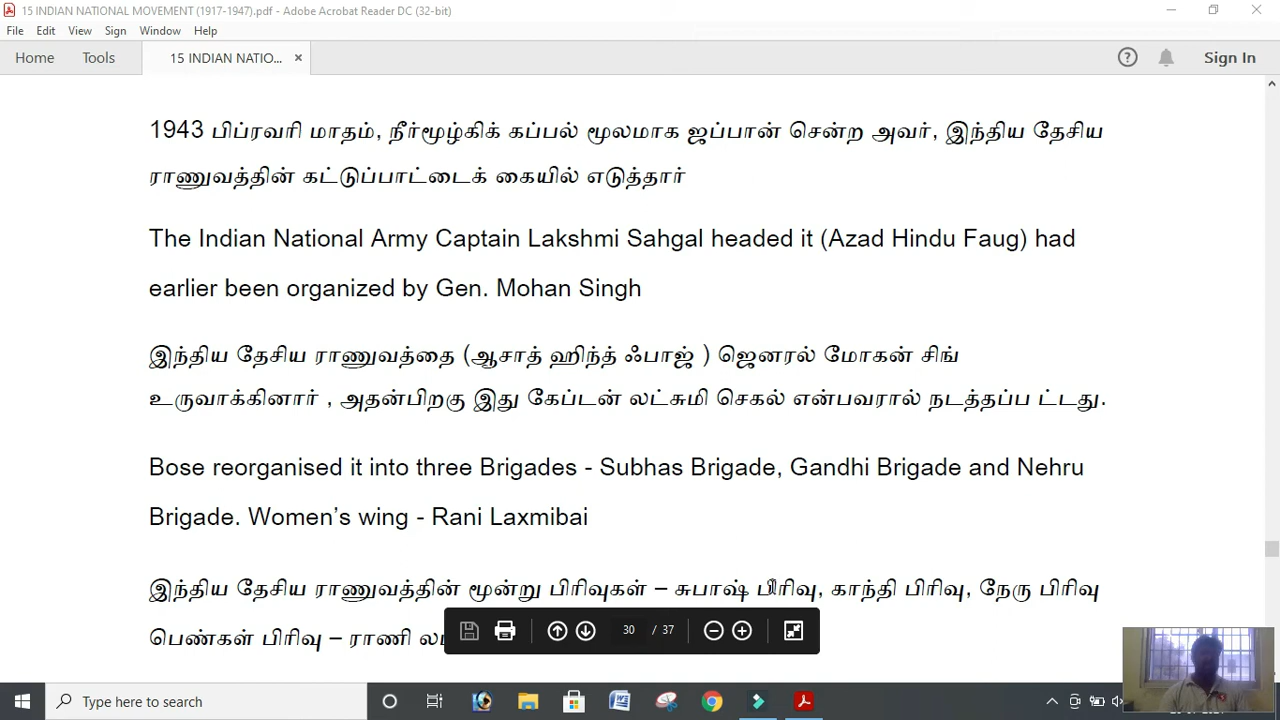 15 INDIAN NATIONAL MOVEMENT (1917-1947).pdf - Adobe Acrobat Reader DC (32-bit)
File Edit View Sign Window Help
Home Tools 15 INDIAN NATIO... Sign In
1943 பிப்ரவரி மாதம், நீர்மூழ்கிக் கப்பல் மூலமாக ஜப்பான் சென்ற அவர், இந்திய தேசிய
ராணுவத்தின் கட்டுப்பாட்டைக் கையில் எடுத்தார்
The Indian National Army Captain Lakshmi Sahgal headed it (Azad Hindu Faug) had
earlier been organized by Gen. Mohan Singh
இந்திய தேசிய ராணுவத்தை (ஆசாத் ஹிந்த் ஃபாஜ் ) ஜெனரல் மோகன் சிங்
உருவாக்கினார் , அதன்பிறகு இது கேப்டன் லட்சுமி செகல் என்பவரால் நடத்தப்ப ட்டது.
Bose reorganised it into three Brigades - Subhas Brigade, Gandhi Brigade and Nehru
Brigade. Women's wing - Rani Laxmibai
இந்திய தேசிய ராணுவத்தின் மூன்று பிரிவுகள் – சுபாஷ் பிரிவு, காந்தி பிரிவு, நேரு பிரிவு
பெண்கள் பிரிவு – ராணி
30 / 37
Type here to search